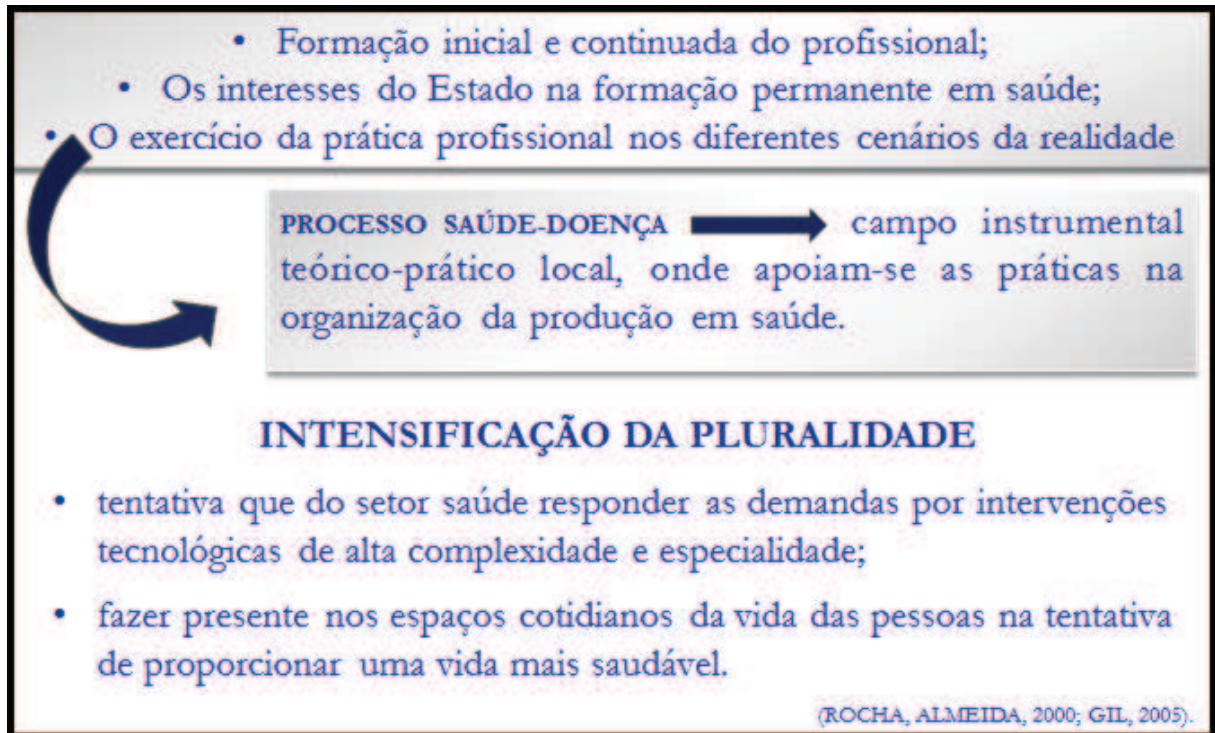 • Formação inicial e continuada do profissional;
• Os interesses do Estado na formação permanente em saúde;
• O exercício da prática profissional nos diferentes cenários da realidade
PROCESSO SAÚDE-DOENÇA campo instrumental
teórico-prático local, onde apoiam-se as práticas na
organização da produção em saúde.
INTENSIFICAÇÃO DA PLURALIDADE
• tentativa que do setor saúde responder as demandas por intervenções
tecnológicas de alta complexidade e especialidade;
• fazer presente nos espaços cotidianos da vida das pessoas na tentativa
de proporcionar uma vida mais saudável.
(ROCHA, ALMEIDA, 2000; GIL, 2005).